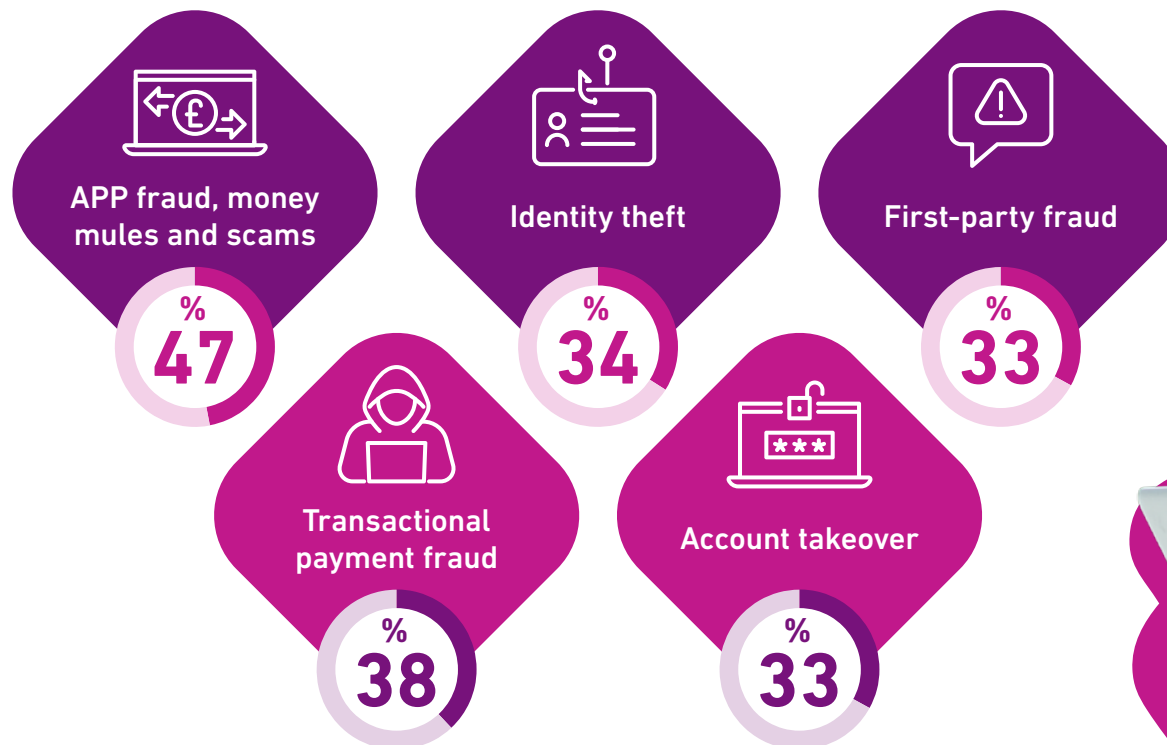 £
APP fraud, money
mules and scams
%
47
Identity theft
%
34
First-party fraud
%
33
Transactional
payment fraud
%
38
***
Account takeover
%
33